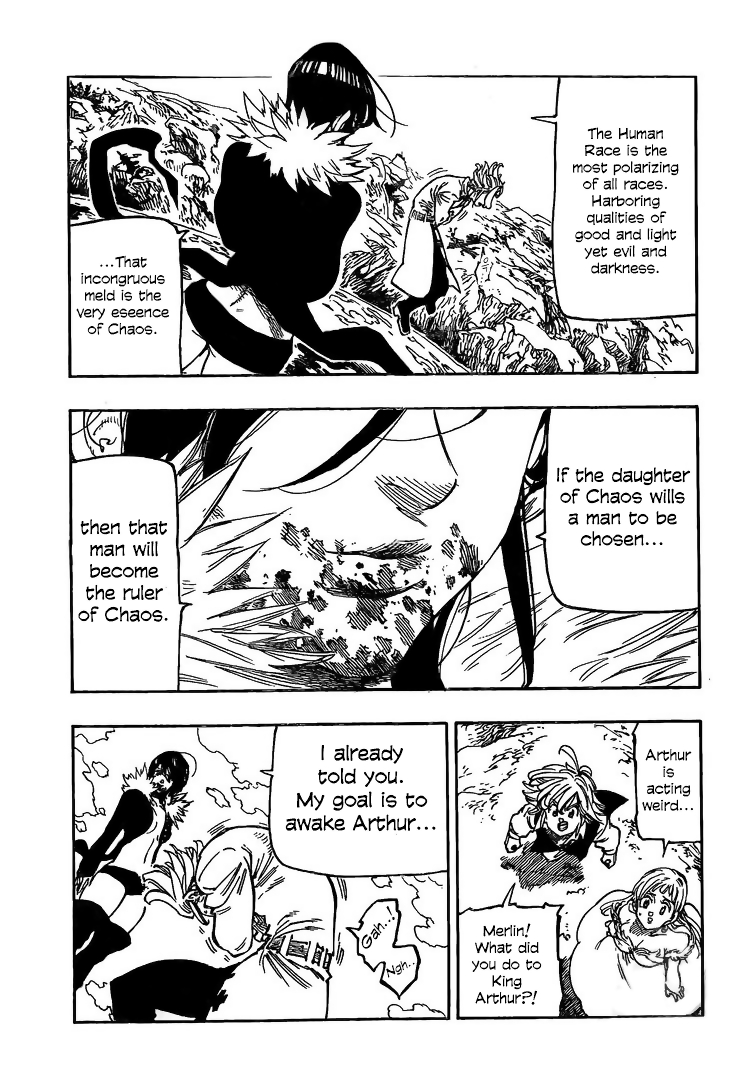 The Human
Race is the
most polarizing
of all races.
Harboring
qualities of
good and light
yet evil and
darkness.
...That
incongruous
meld is the
very eseence
of Chaos.
If the daughter
of Chaos wills
a man to be
chosen...
then that
man will
become
the ruler
of Chaos.
I already
told you.
My goal is to
awake Arthur...
Gah..!
Ngh..
Arthur
is
acting
weird...
Merlin!
What did
you do to
King
Arthur?!